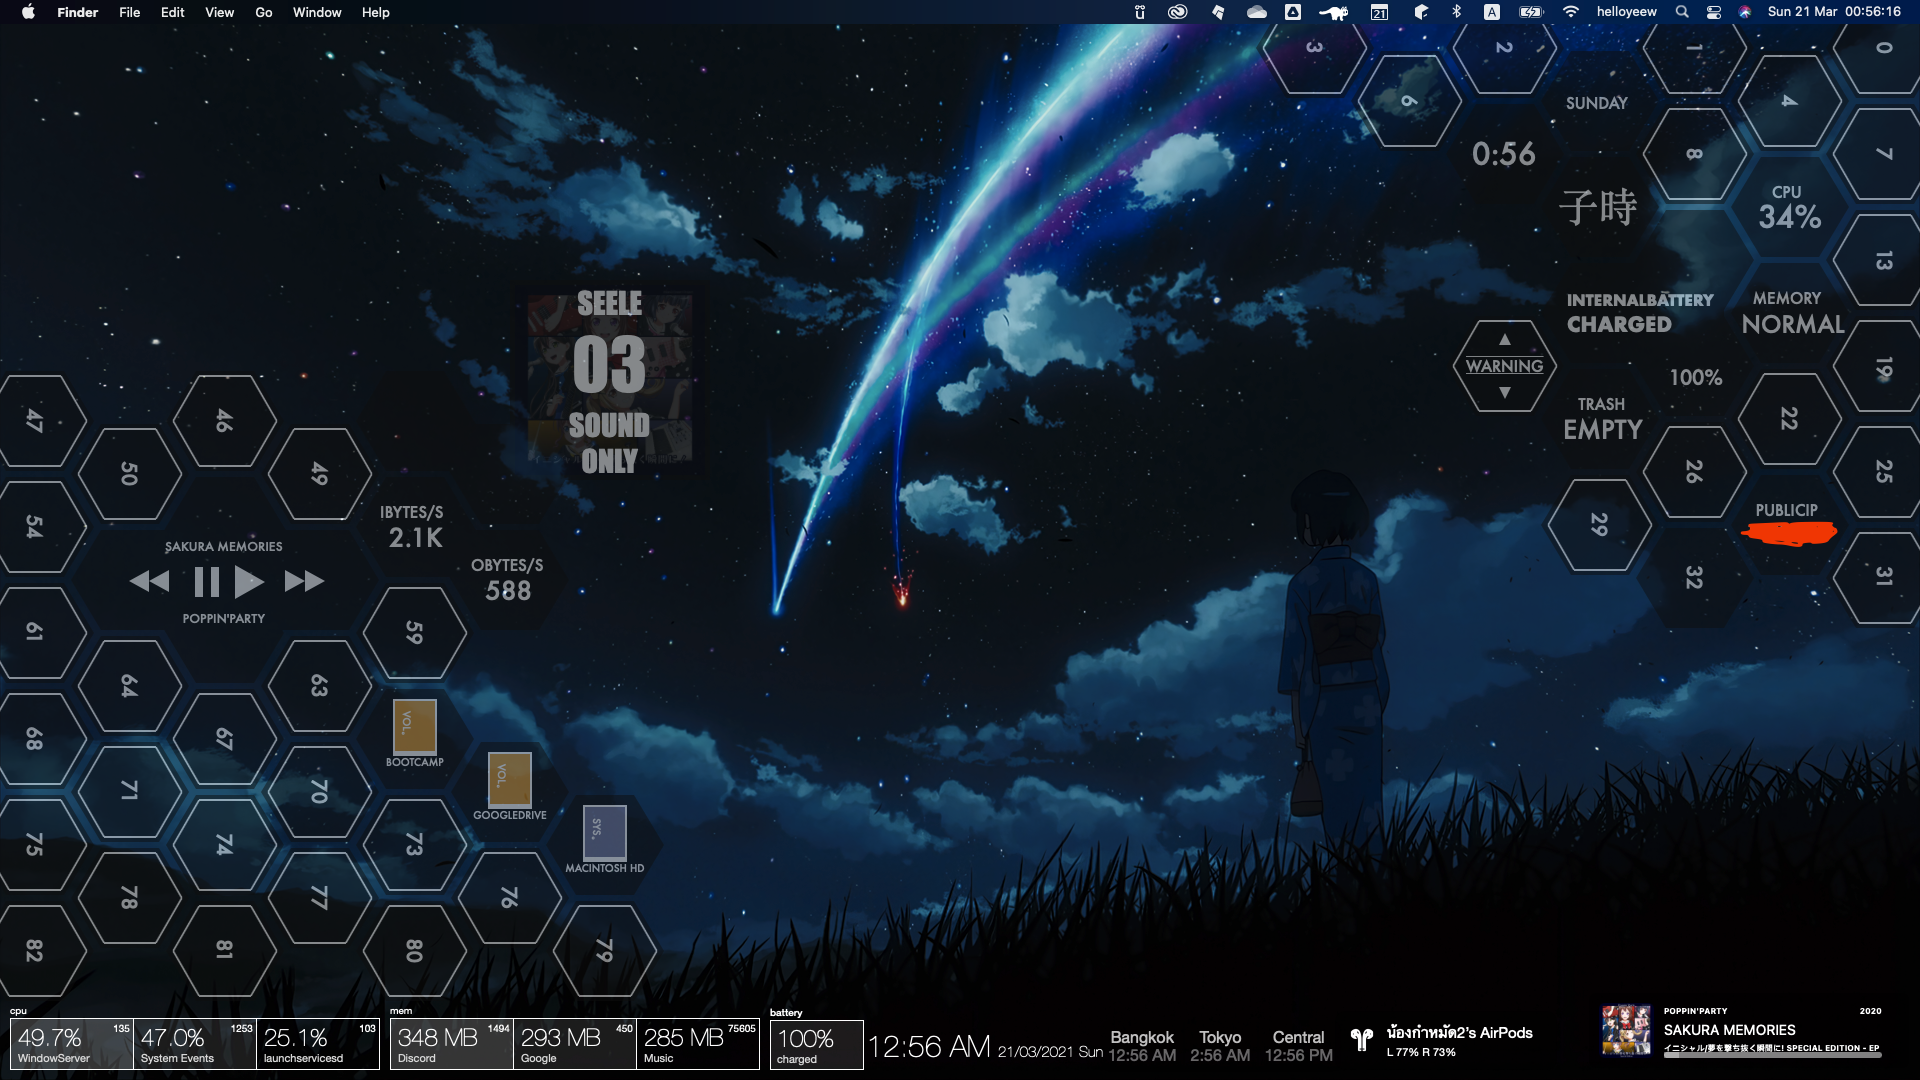 Finder File Edit View Go Window Help
21
A
helloyeew
Sun 21 Mar 00:56:16
3
2
1
0
6
4
SUNDAY
0:56
8
7
子時
CPU
34%
13
INTERNALBATTERY
CHARGED
MEMORY
NORMAL
WARNING
19
100%
TRASH
EMPTY
22
26
25
29
PUBLICIP
32
31
SEELE
03
SOUND
ONLY
47
46
50
49
54
IBYTES/S
2.1K
SAKURA MEMORIES
POPPIN'PARTY
OBYTES/S
588
61
59
64
63
68
67
VOL.
BOOTCAMP
71
70
VOL.
GOOGLEDRIVE
75
74
73
SYS.
MACINTOSH HD
78
77
76
82
81
80
79
cpu
49.7% 135
WindowServer
47.0% 1253
System Events
25.1% 103
launchservicesd
mem
348 MB 1494
Discord
293 MB 450
Google
285 MB 75605
Music
battery
100%
charged
12:56 AM 21/03/2021 Sun
Bangkok
12:56 AM
Tokyo
2:56 AM
Central
12:56 PM
น้องกำหมัด2’s AirPods
L 77% R 73%
POPPIN'PARTY 2020
SAKURA MEMORIES
イニシャル/夢を撃ち抜く瞬間に! SPECIAL EDITION - EP